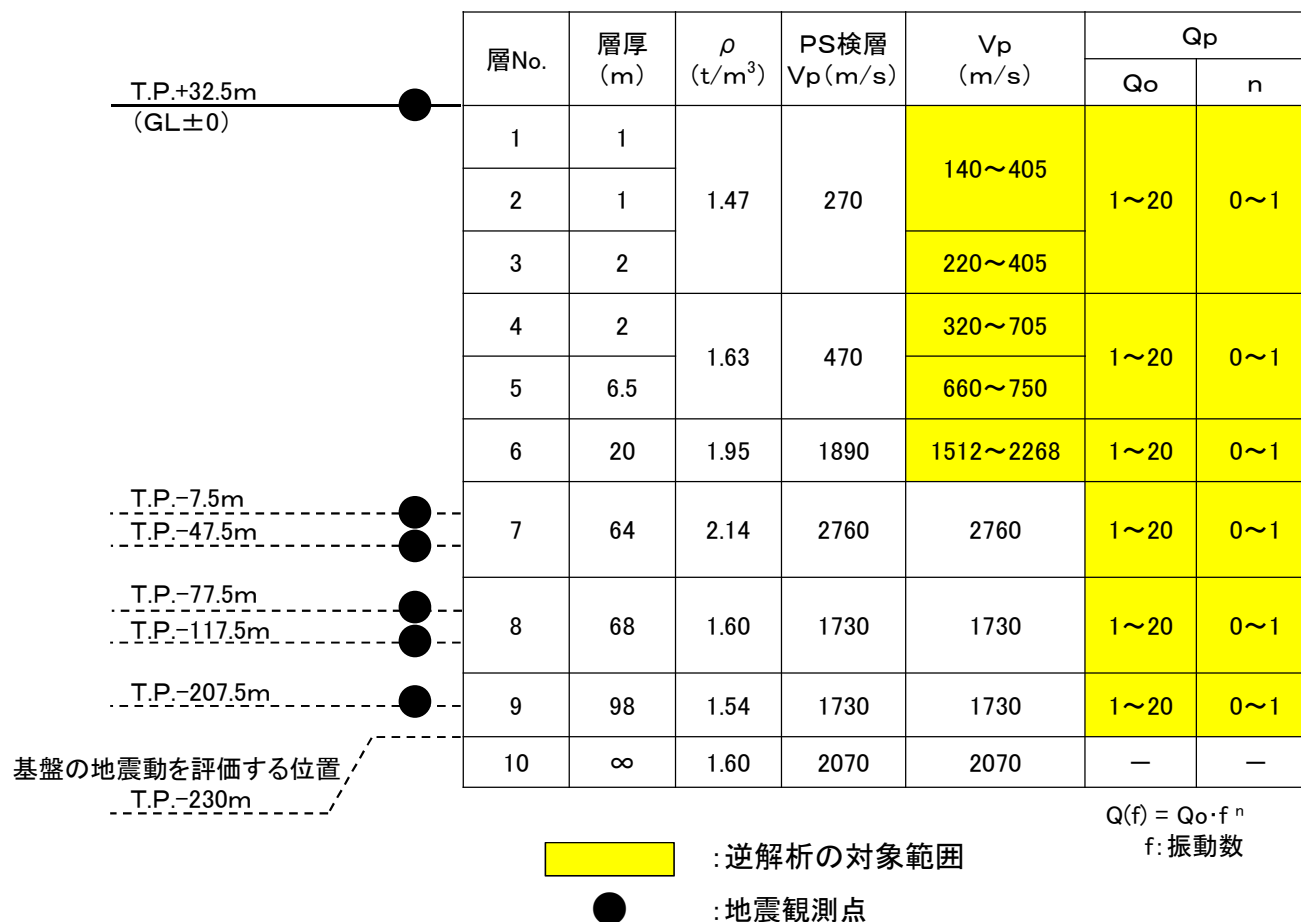 層No.
層厚
(m)
ρ
(t/m³)
PS検層
Vp(m/s)
Vp
(m/s)
Qp
Qo
n
T.P.+32.5m
(GL±0)
1 1 1.47 270 140～405 1～20 0～1
2 1
3 2 220～405
4 2 1.63 470 320～705 1～20 0～1
5 6.5 660～750
6 20 1.95 1890 1512～2268 1～20 0～1
T.P.-7.5m
T.P.-47.5m
7 64 2.14 2760 2760 1～20 0～1
T.P.-77.5m
T.P.-117.5m
8 68 1.60 1730 1730 1～20 0～1
T.P.-207.5m
9 98 1.54 1730 1730 1～20 0～1
10 ∞ 1.60 2070 2070 － －
基盤の地震動を評価する位置
T.P.-230m
Q(f) = Qo·f ⁿ
f:振動数
:逆解析の対象範囲
:地震観測点